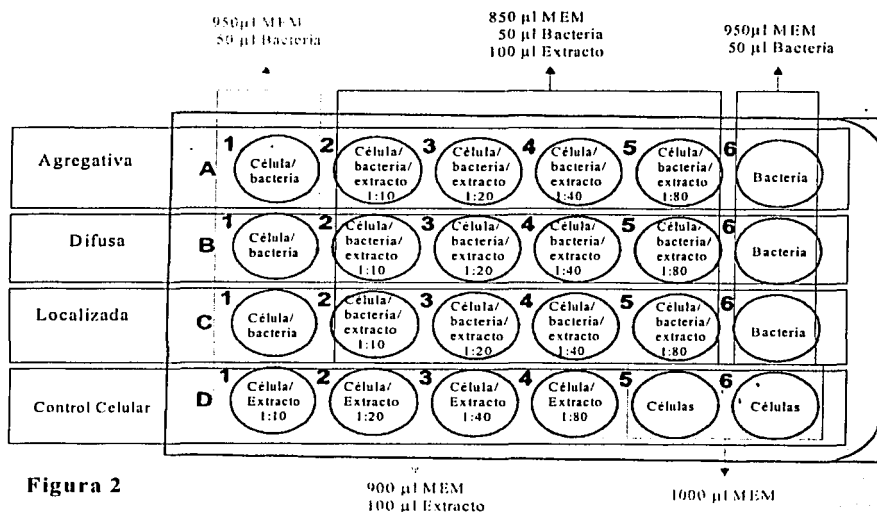 950µl MEM
50 µl Bacteria
850 µl MEM
50 µl Bacteria
100 µl Extracto
950µl MEM
50 µl Bacteria
Agregativa
A
1
Célula/
bacteria
2
Célula/
bacteria/
extracto
1:10
3
Célula/
bacteria/
extracto
1:20
4
Célula/
bacteria/
extracto
1:40
5
Célula/
bacteria/
extracto
1:80
6
Bacteria
Difusa
B
1
Célula/
bacteria
2
Célula/
bacteria/
extracto
1:10
3
Célula/
bacteria/
extracto
1:20
4
Célula/
bacteria/
extracto
1:40
5
Célula/
bacteria/
extracto
1:80
6
Bacteria
Localizada
C
1
Célula/
bacteria
2
Célula/
bacteria/
extracto
1:10
3
Célula/
bacteria/
extracto
1:20
4
Célula/
bacteria/
extracto
1:40
5
Célula/
bacteria/
extracto
1:80
6
Bacteria
Control Celular
D
1
Célula/
Extracto
1:10
2
Célula/
Extracto
1:20
3
Célula/
Extracto
1:40
4
Célula/
Extracto
1:80
5
Células
6
Células
Figura 2
900 µl MEM
100 µl Extracto
1000 µl MEM